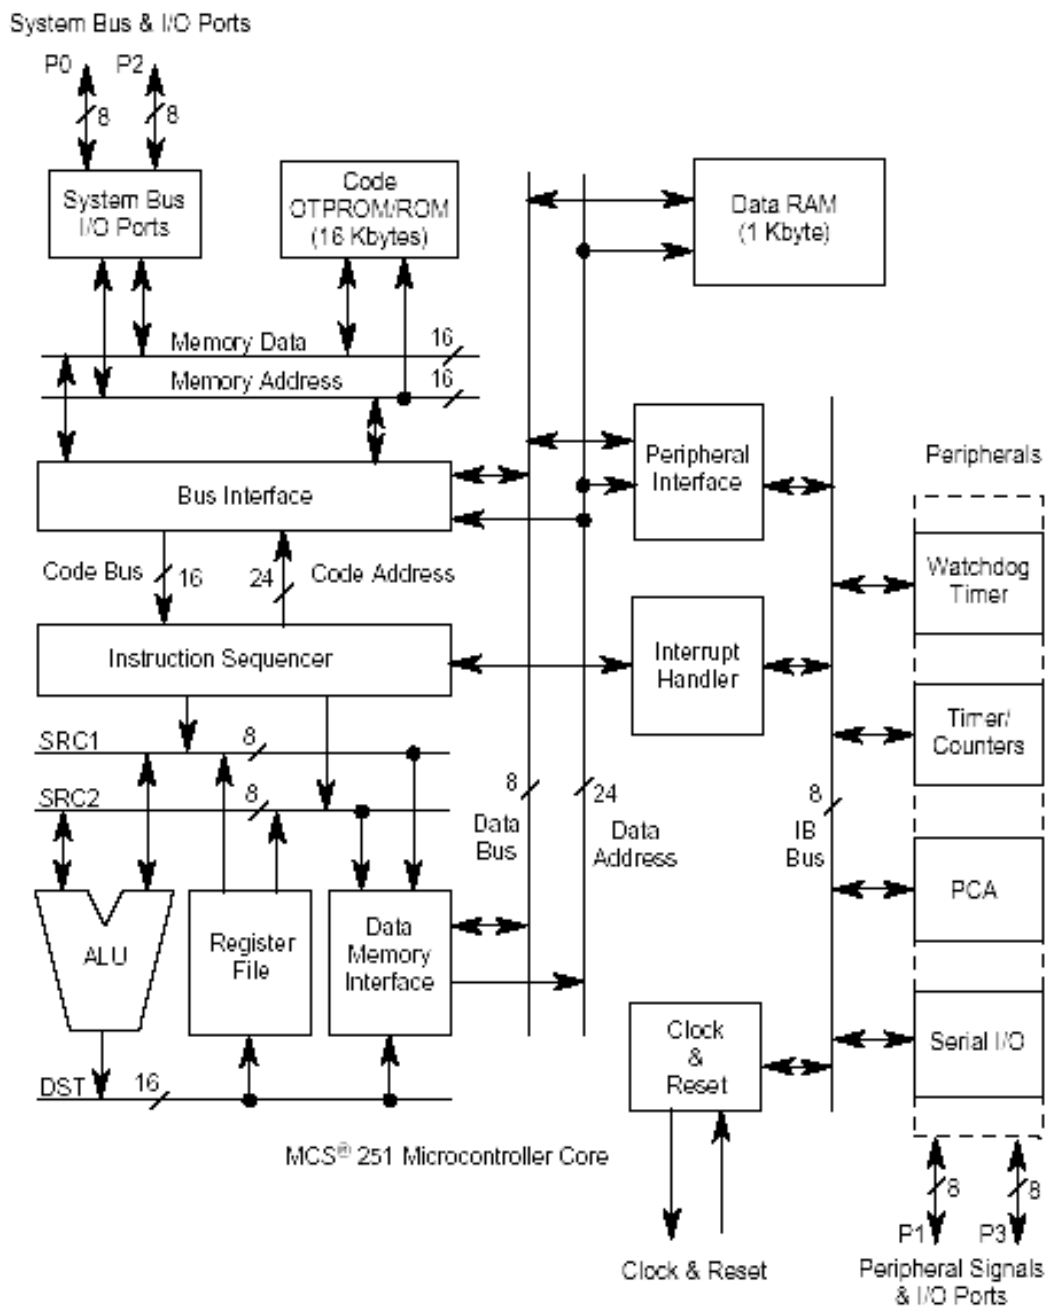 System Bus & I/O Ports
P0
P2
8
8
System Bus
I/O Ports
Code
OTPROM/ROM
(16 Kbytes)
Data RAM
(1 Kbyte)
Memory Data
16
Memory Address
16
Bus Interface
Peripheral
Interface
Peripherals
Code Bus
16
24
Code Address
Watchdog
Timer
Instruction Sequencer
Interrupt
Handler
Timer/
Counters
SRC1
8
SRC2
8
8
Data
Bus
24
Data
Address
8
IB
Bus
PCA
ALU
Register
File
Data
Memory
Interface
Clock
&
Reset
Serial I/O
DST
16
MCS® 251 Microcontroller Core
8
8
P1
P3
Clock & Reset
Peripheral Signals
& I/O Ports